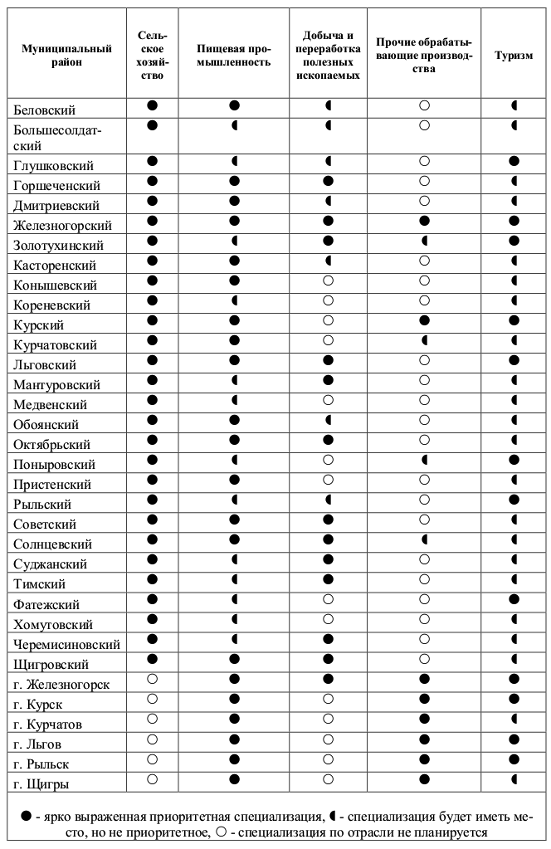 Муниципальный район | Сель-ское хозяй-ство | Пищевая про-мышленность | Добыча и переработка полезных ископаемых | Прочие обрабаты-вающие производ-ства | Туризм
Беловский ● ● ◖ ○ ◖
Большесолдат-
ский ● ◖ ◖ ○ ◖
Глушковский ● ◖ ◖ ○ ●
Горшеченский ● ● ● ○ ◖
Дмитриевский ● ● ◖ ○ ◖
Железногорский ● ● ● ● ●
Золотухинский ● ◖ ● ◖ ●
Касторенский ● ● ◖ ○ ◖
Конышевский ● ● ○ ○ ◖
Кореневский ● ◖ ○ ○ ◖
Курский ● ● ○ ● ●
Курчатовский ● ● ○ ◖ ◖
Льговский ● ● ● ○ ●
Мантуровский ● ◖ ● ○ ◖
Медвенский ● ◖ ○ ○ ◖
Обоянский ● ● ◖ ○ ◖
Октябрьский ● ● ● ○ ◖
Поныровский ● ◖ ○ ◖ ●
Пристенский ● ● ○ ○ ◖
Рыльский ● ◖ ◖ ○ ●
Советский ● ● ● ○ ◖
Солнцевский ● ● ● ◖ ◖
Суджанский ● ◖ ● ○ ◖
Тимский ● ◖ ● ○ ◖
Фатежский ● ◖ ○ ○ ●
Хомутовский ● ◖ ○ ○ ◖
Черемисиновский ● ◖ ● ○ ◖
Щигровский ● ● ● ○ ◖
г. Железногорск ○ ● ● ● ●
г. Курск ○ ● ○ ● ●
г. Курчатов ○ ● ○ ● ◖
г. Льгов ○ ● ○ ● ●
г. Рыльск ○ ● ○ ● ●
г. Щигры ○ ● ○ ● ◖
● - ярко выраженная приоритетная специализация, ◖ - специализация будет иметь ме-
сто, но не приоритетное, ○ - специализация по отрасли не планируется